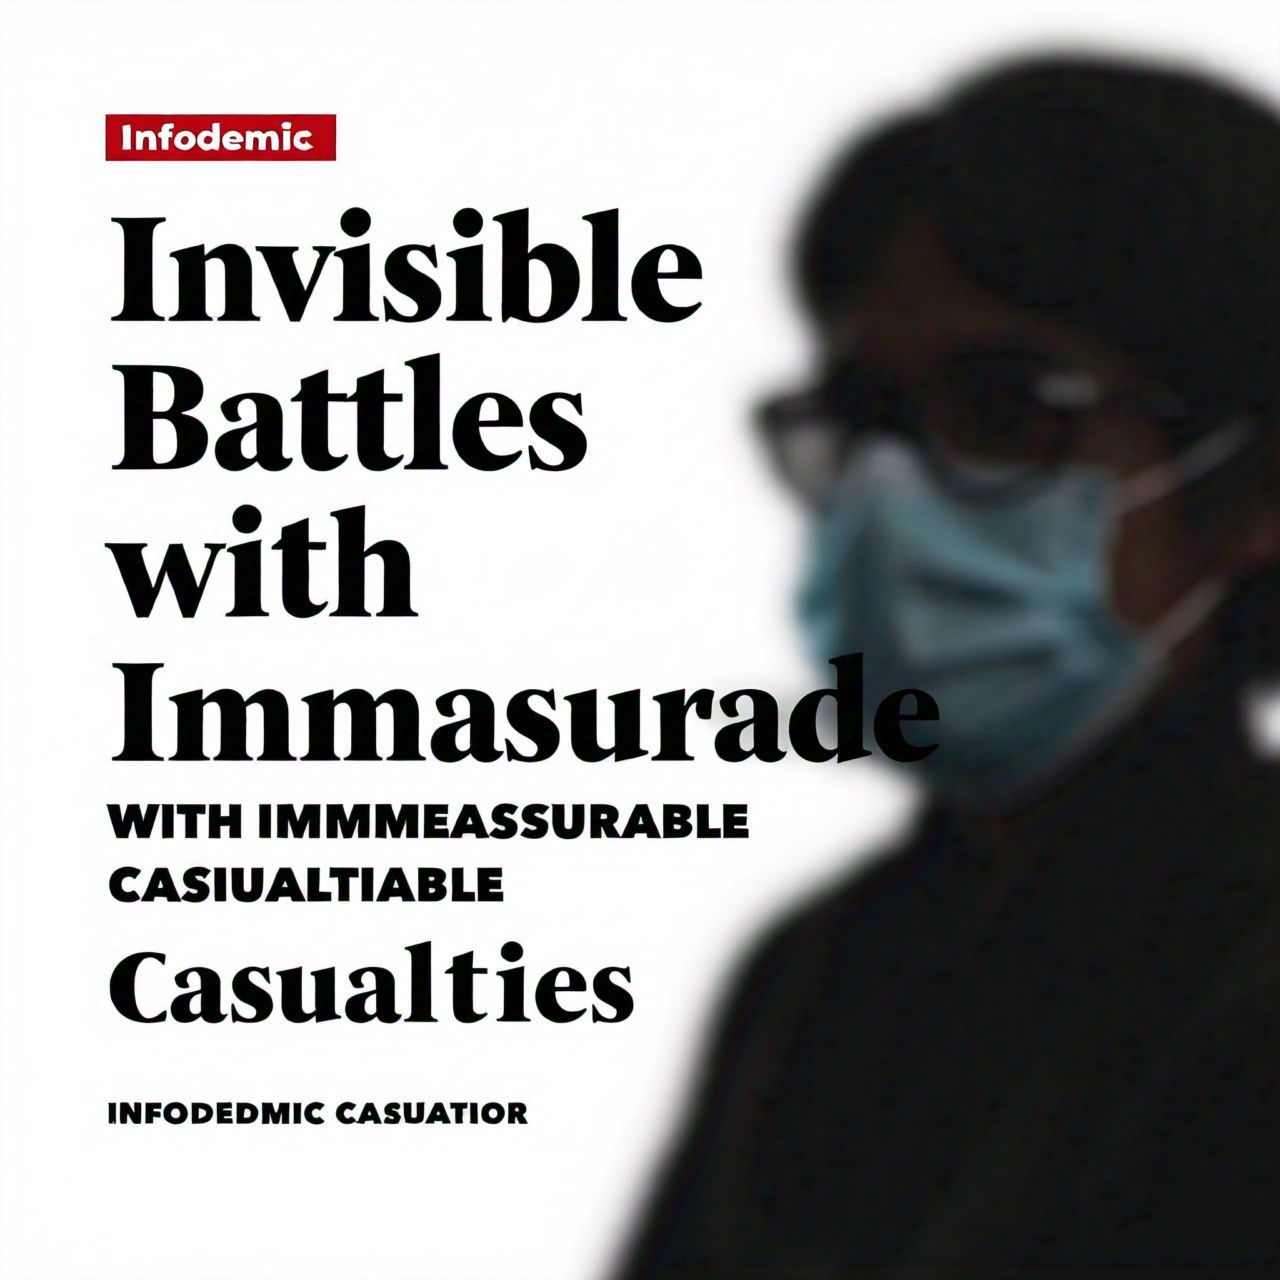 Infodemic
Invisible
Battles
with
Immasurade
WITH IMMMEASSURABLE
CASIUALTIABLE
Casualties
INFODEDMIC CASUATIOR